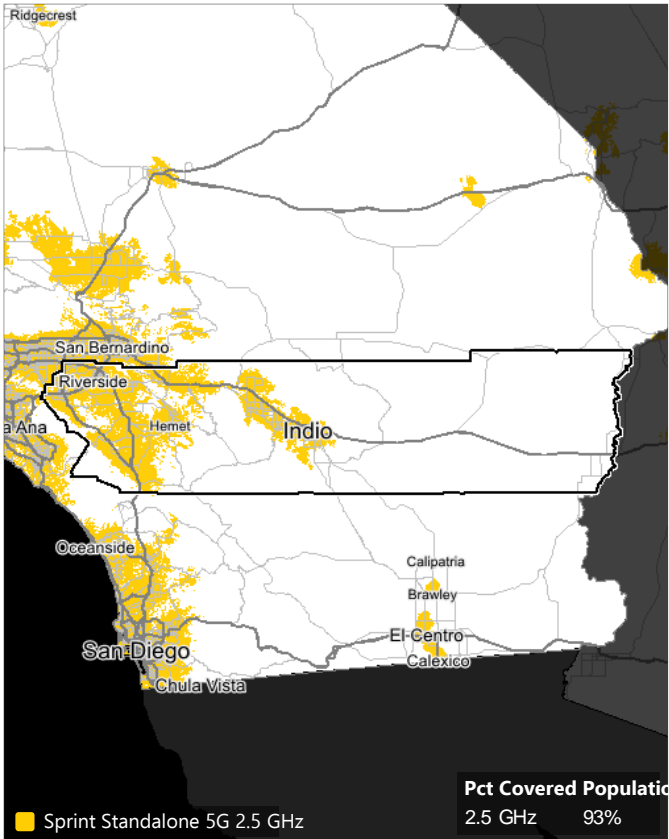 Ridgecrest
San Bernardino
Riverside
a Ana
Hemet
Indio
Oceanside
Calipatria
Brawley
El Centro
San Diego
Calexico
Chula Vista
Pct Covered Populatio
2.5 GHz 93%
Sprint Standalone 5G 2.5 GHz